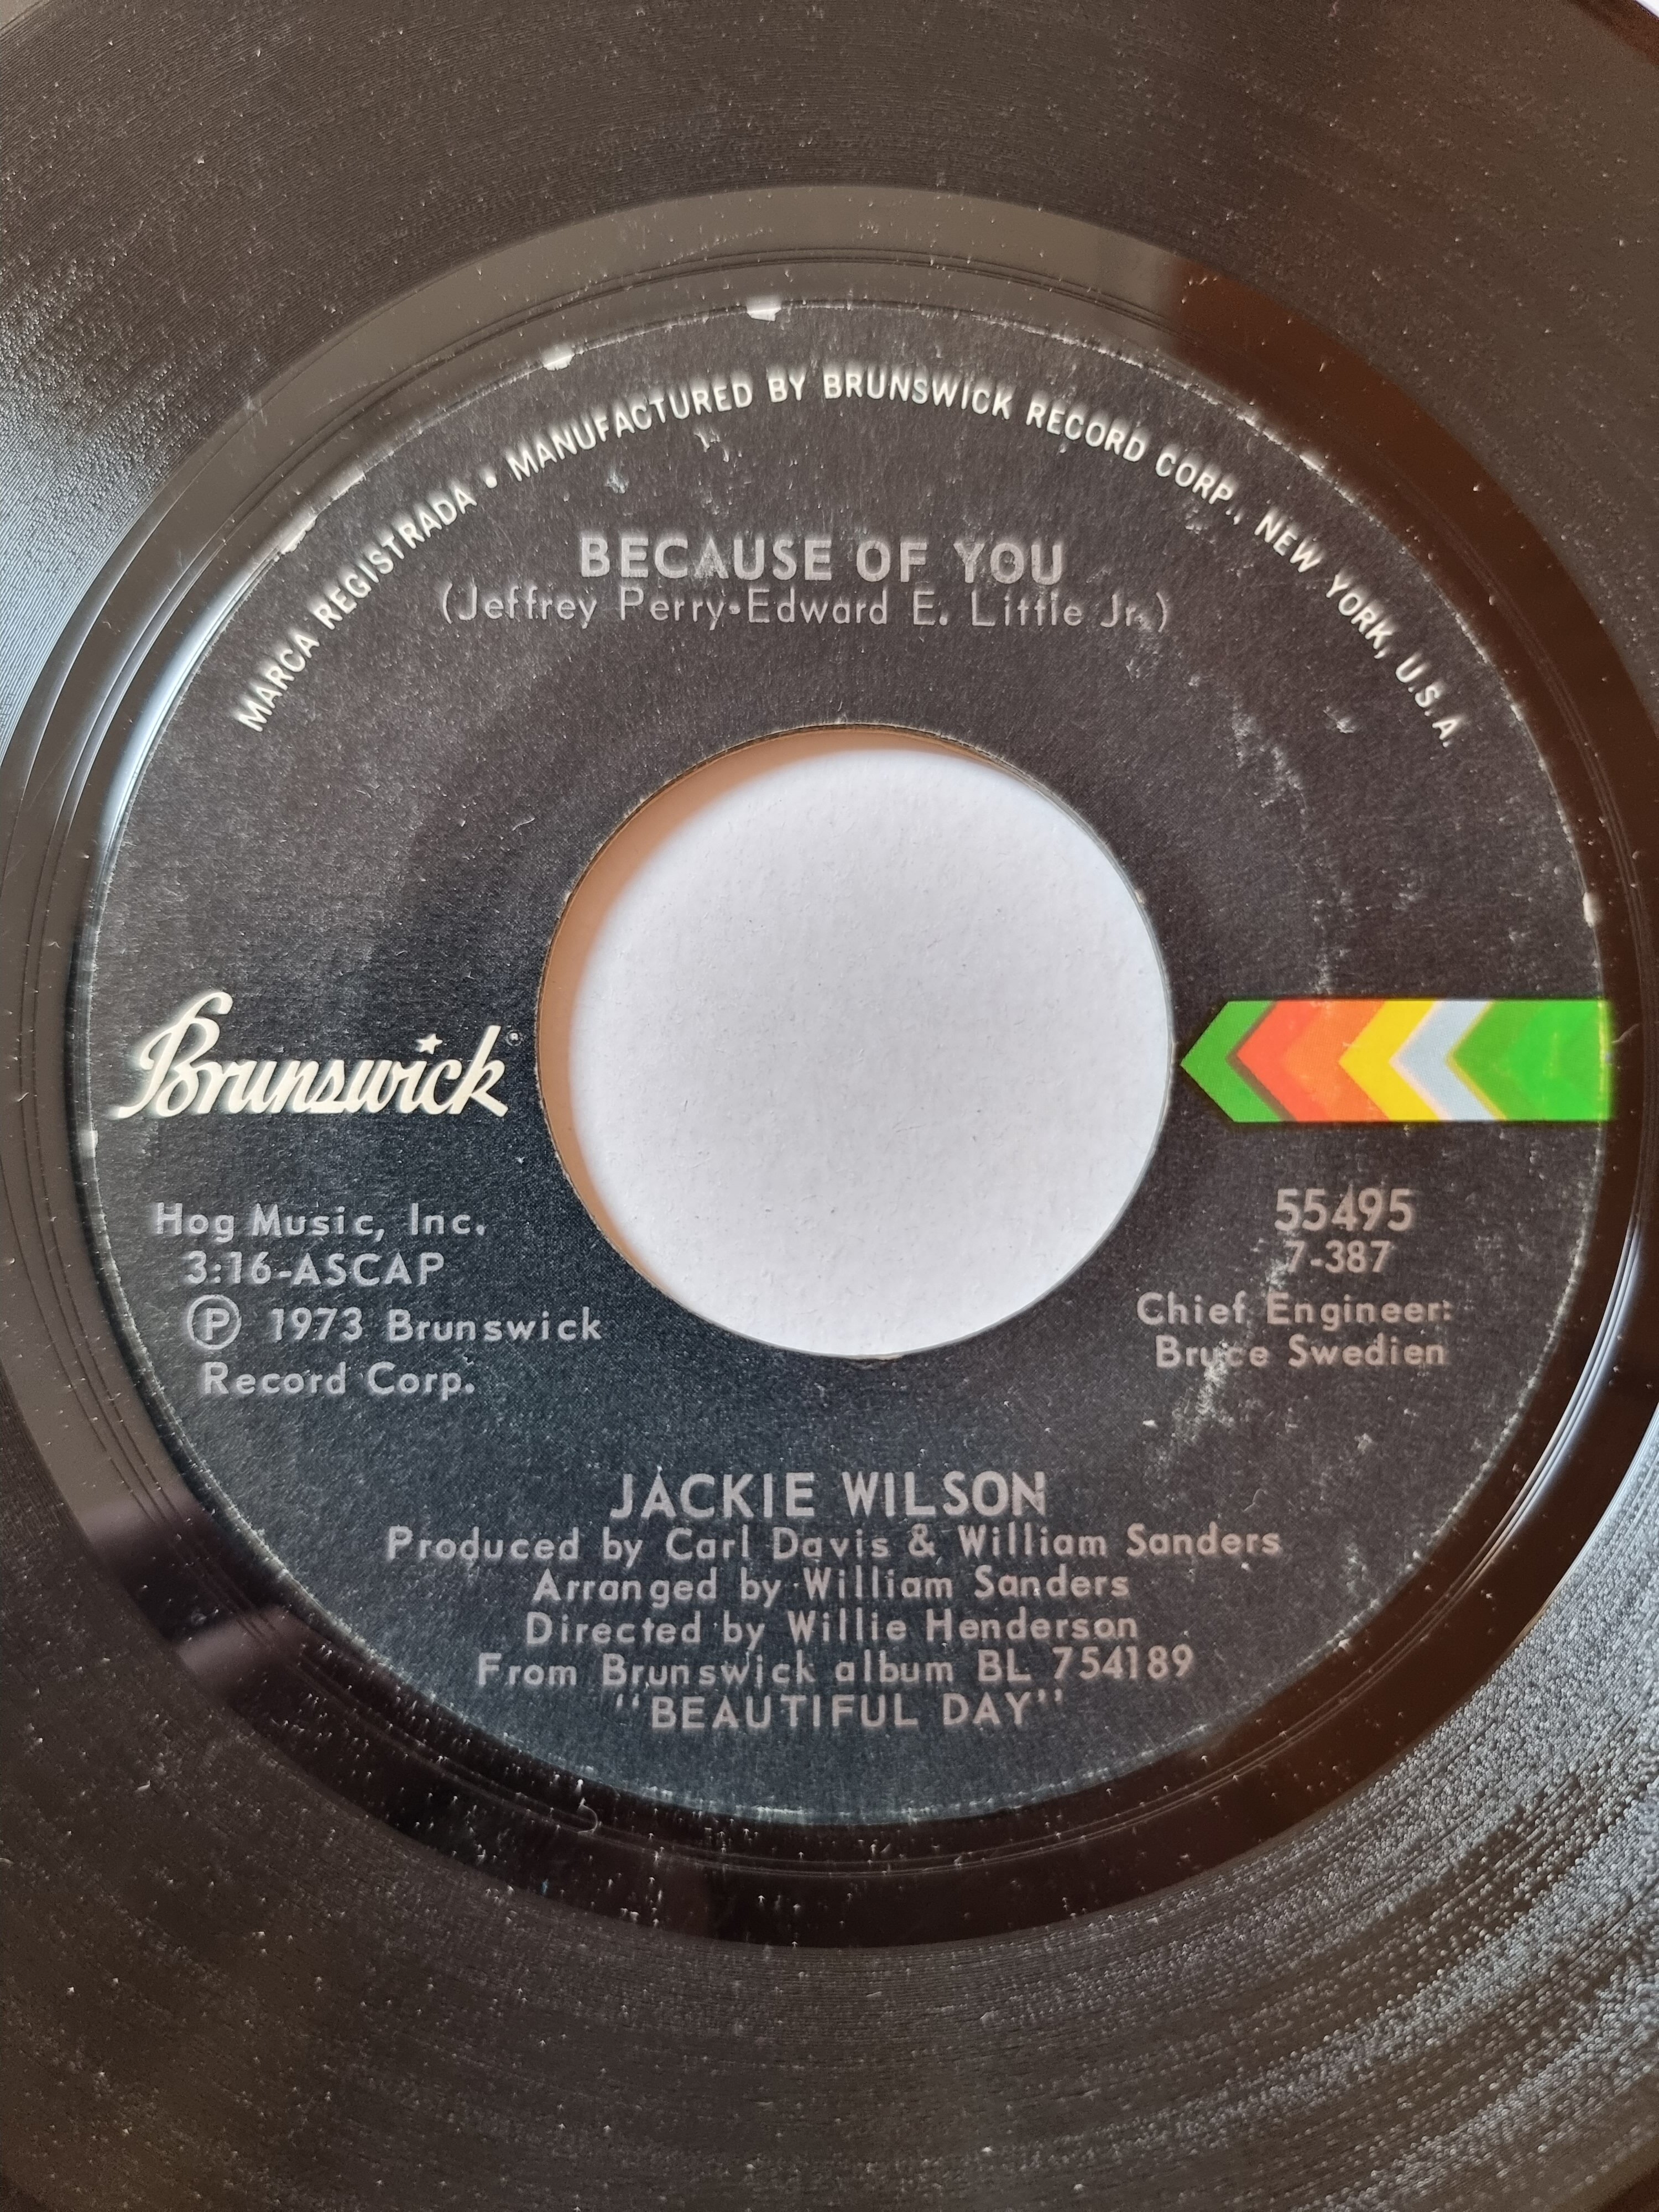 MARCA REGISTRADA • MANUFACTURED BY BRUNSWICK RECORD CORP., NEW YORK, U.S.A.
BECAUSE OF YOU
(Jeffrey Perry-Edward E. Little Jr.)
Brunswick®
Hog Music, Inc.
3:16-ASCAP
Ⓟ 1973 Brunswick
Record Corp.
55495
7-387
Chief Engineer:
Bruce Swedien
JACKIE WILSON
Produced by Carl Davis & William Sanders
Arranged by William Sanders
Directed by Willie Henderson
From Brunswick album BL 754189
"BEAUTIFUL DAY"